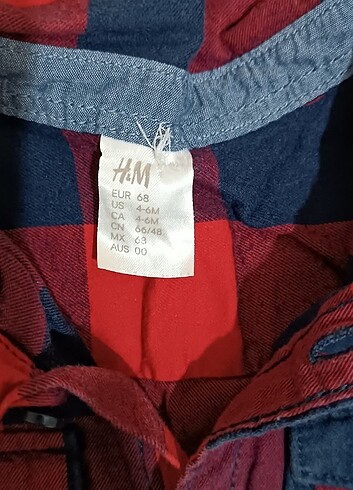 H&M
EUR 68
US 4-6M
CA 4-6M
CN 66/48
MX 63
AUS 00